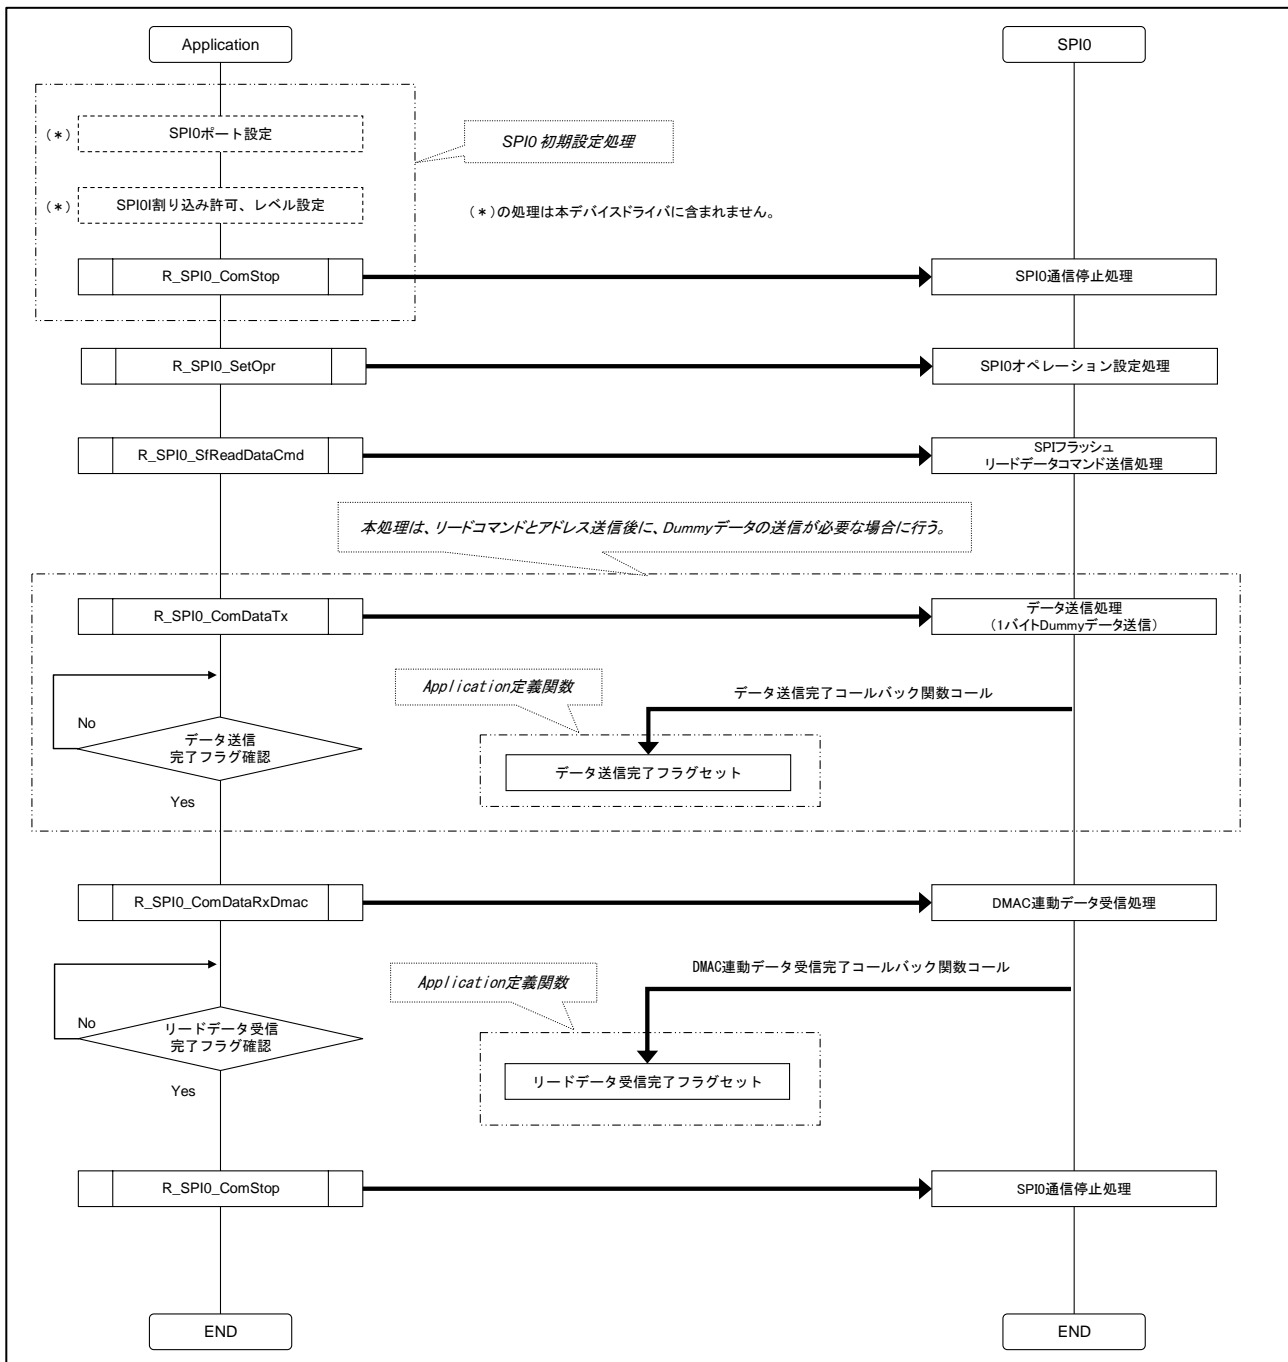 Application
SPI0
(*)
SPI0ポート設定
SPI0 初期設定処理
(*)
SPI0I割り込み許可、レベル設定
(*)の処理は本デバイスドライバに含まれません。
R_SPI0_ComStop
SPI0通信停止処理
R_SPI0_SetOpr
SPI0オペレーション設定処理
R_SPI0_SfReadDataCmd
SPIフラッシュ
リードデータコマンド送信処理
本処理は、リードコマンドとアドレス送信後に、Dummyデータの送信が必要な場合に行う。
R_SPI0_ComDataTx
データ送信処理
(1バイトDummyデータ送信)
Application定義関数
データ送信完了コールバック関数コール
No
データ送信
完了フラグ確認
データ送信完了フラグセット
Yes
R_SPI0_ComDataRxDmac
DMAC連動データ受信処理
Application定義関数
DMAC連動データ受信完了コールバック関数コール
No
リードデータ受信
完了フラグ確認
リードデータ受信完了フラグセット
Yes
R_SPI0_ComStop
SPI0通信停止処理
END
END